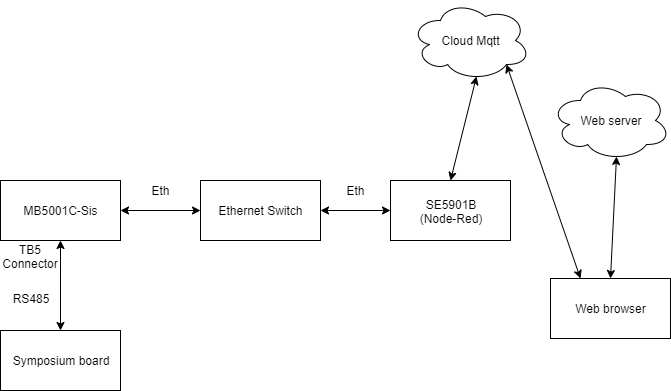 Cloud Mqtt
Web server
MB5001C-Sis
Eth
Ethernet Switch
Eth
SE5901B
(Node-Red)
TB5
Connector
RS485
Web browser
Symposium board